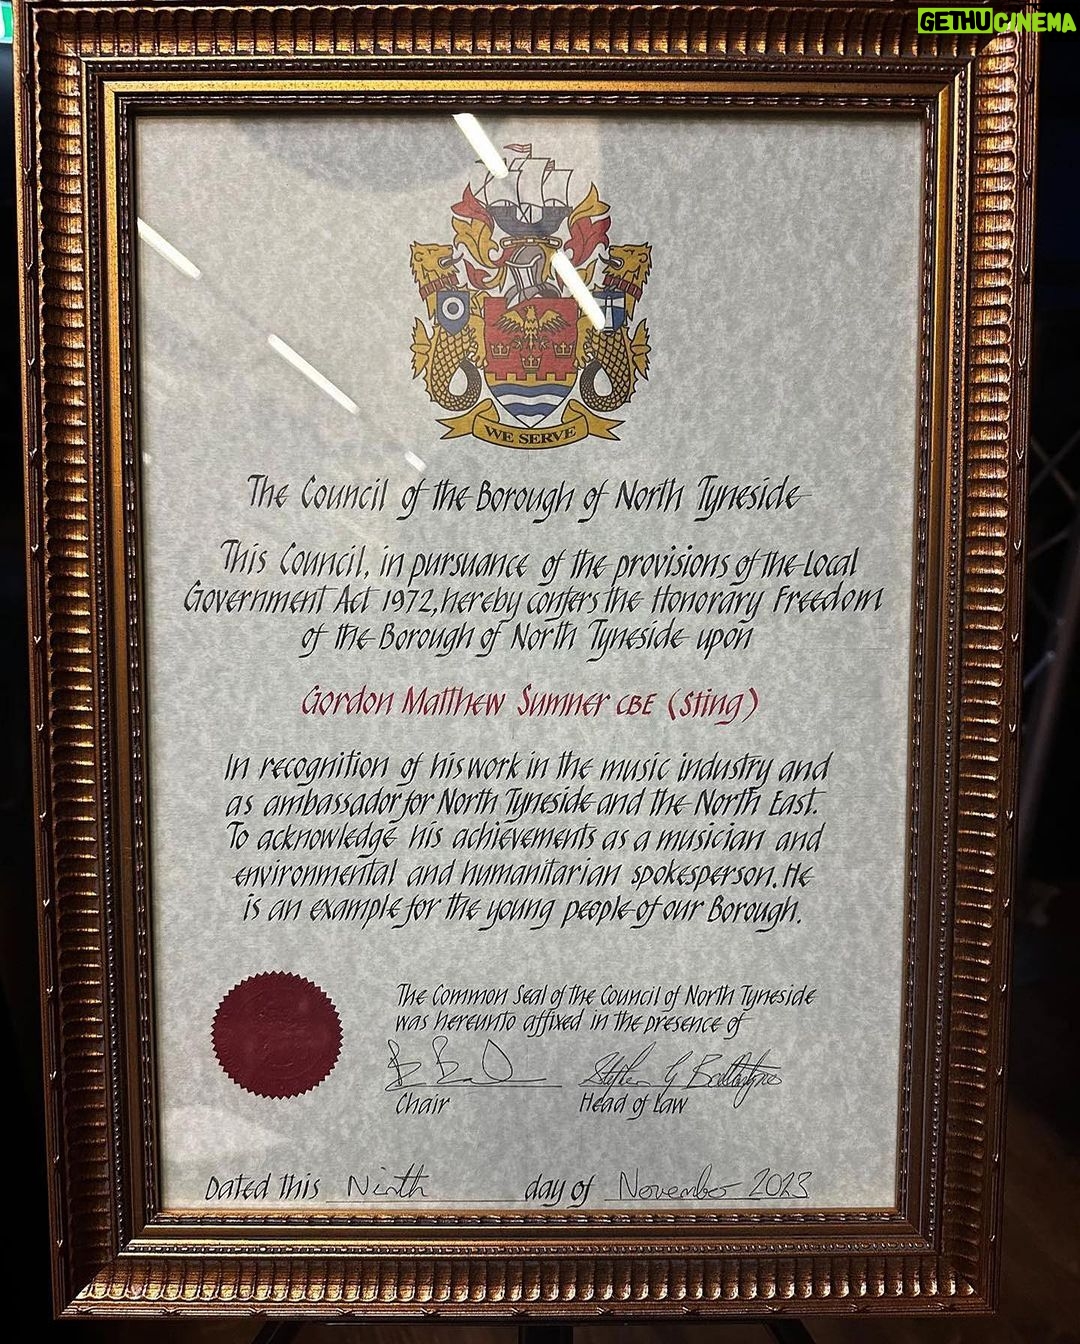 GETHUCINEMA
WE SERVE
The Council of the Borough of North Tyneside
This Council, in pursuance of the provisions of the Local
Government Act 1972, hereby confers the Honorary Freedom
of the Borough of North Tyneside upon
Gordon Matthew Sumner CBE (Sting)
In recognition of his work in the music industry and
as ambassador for North Tyneside and the North East.
To acknowledge his achievements as a musician and
environmental and humanitarian spokesperson. He
is an example for the young people of our Borough.
The Common Seal of the Council of North Tyneside
was hereunto affixed in the presence of
Stephen G Ballantyne
Chair Head of Law
Dated this Ninth day of November 2023